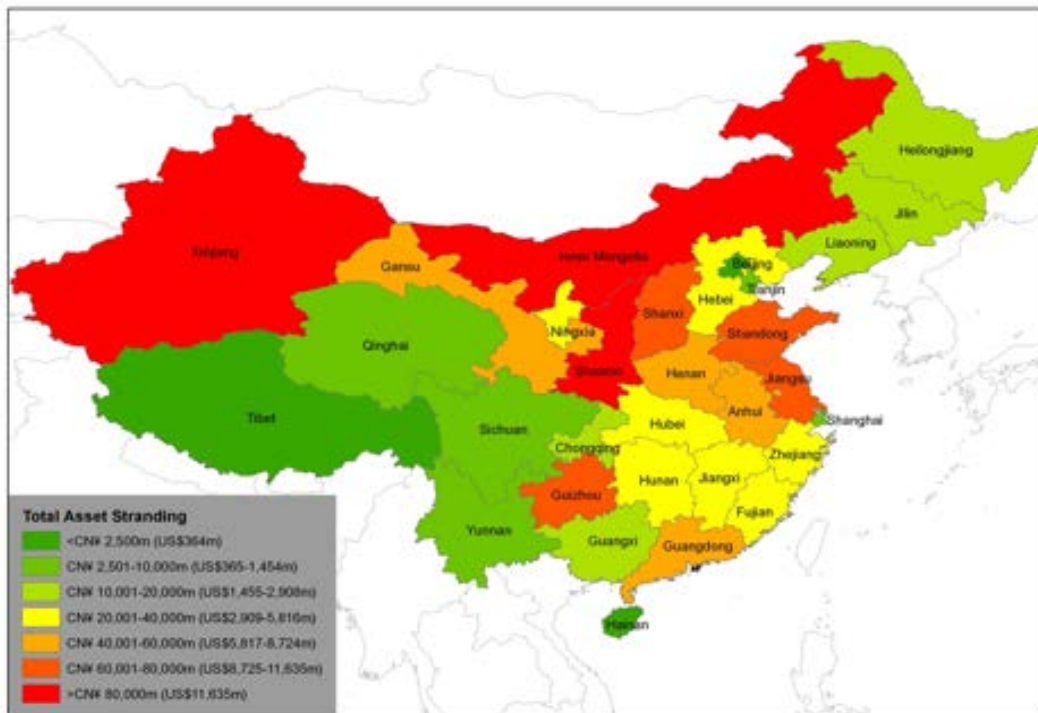 Heilongjiang
Jilin
Liaoning
Xinjiang
Inner Mongolia
Gansu
Beijing
Tianjin
Hebei
Shanxi
Ningxia
Shandong
Qinghai
Shaanxi
Henan
Jiangsu
Tibet
Anhui
Shanghai
Sichuan
Hubei
Chongqing
Zhejiang
Hunan
Jiangxi
Guizhou
Fujian
Yunnan
Guangxi
Guangdong
Hainan
Total Asset Stranding
<CN¥ 2,500m (US$364m)
CN¥ 2,501-10,000m (US$365-1,454m)
CN¥ 10,001-20,000m (US$1,455-2,908m)
CN¥ 20,001-40,000m (US$2,909-5,816m)
CN¥ 40,001-60,000m (US$5,817-8,724m)
CN¥ 60,001-80,000m (US$8,725-11,635m)
>CN¥ 80,000m (US$11,635m)